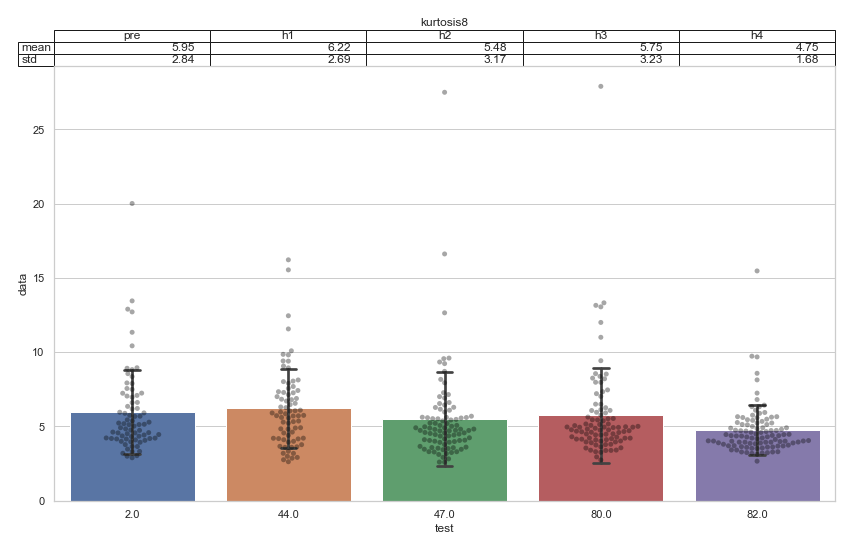 kurtosis8
pre h1 h2 h3 h4
mean 5.95 6.22 5.48 5.75 4.75
std 2.84 2.69 3.17 3.23 1.68
25
20
15
10
5
0
data
2.0 44.0 47.0 80.0 82.0
test